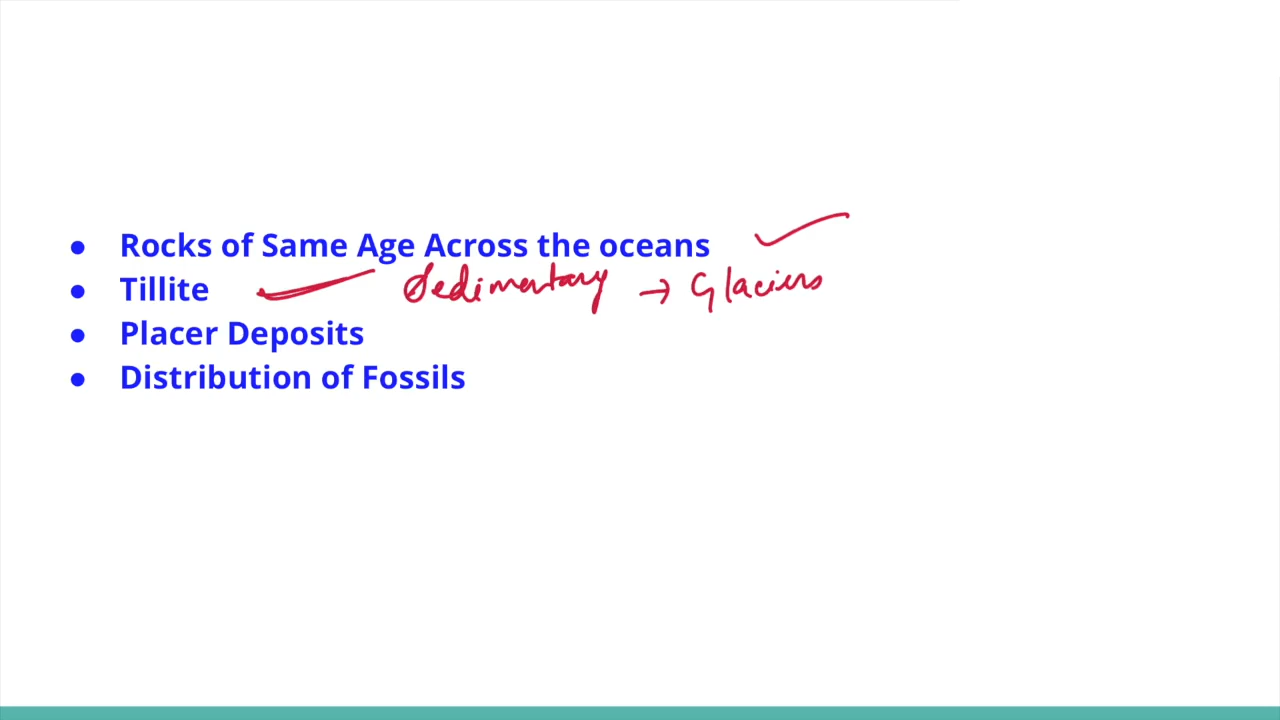 ● Rocks of Same Age Across the oceans
● Tillite Sedimentary → Glaciers
● Placer Deposits
● Distribution of Fossils